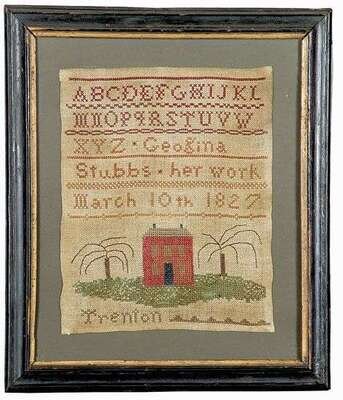 ABCDEFGHIJKL
MNOPQRSTUVW
XYZ · Geogina
Stubbs · her work
March 10th 1827
Trenton